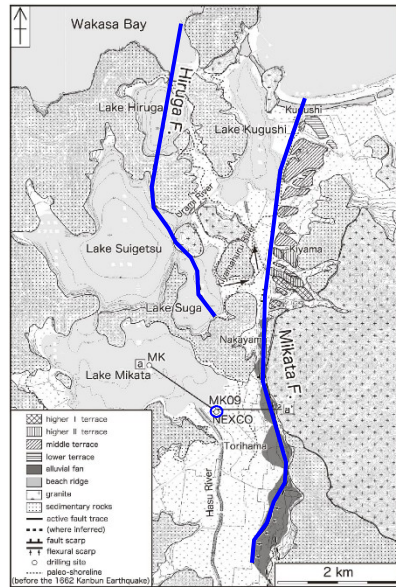 Wakasa Bay
Lake Hiruga
Hiruga F.
Lake Kugushi
Kugushi
Urami River
Lake Suigetsu
Kiyama
Lake Suga
Nakayama
Mikata F.
MK
a
Lake Mikata
MK09
NEXCO
a'
Torihama
Hasu River
higher I terrace
higher II terrace
middle terrace
lower terrace
alluvial fan
beach ridge
granite
sedimentary rocks
active fault trace
(where inferred)
fault scarp
flexural scarp
drilling site
paleo-shoreline
(before the 1662 Kanbun Earthquake)
2 km